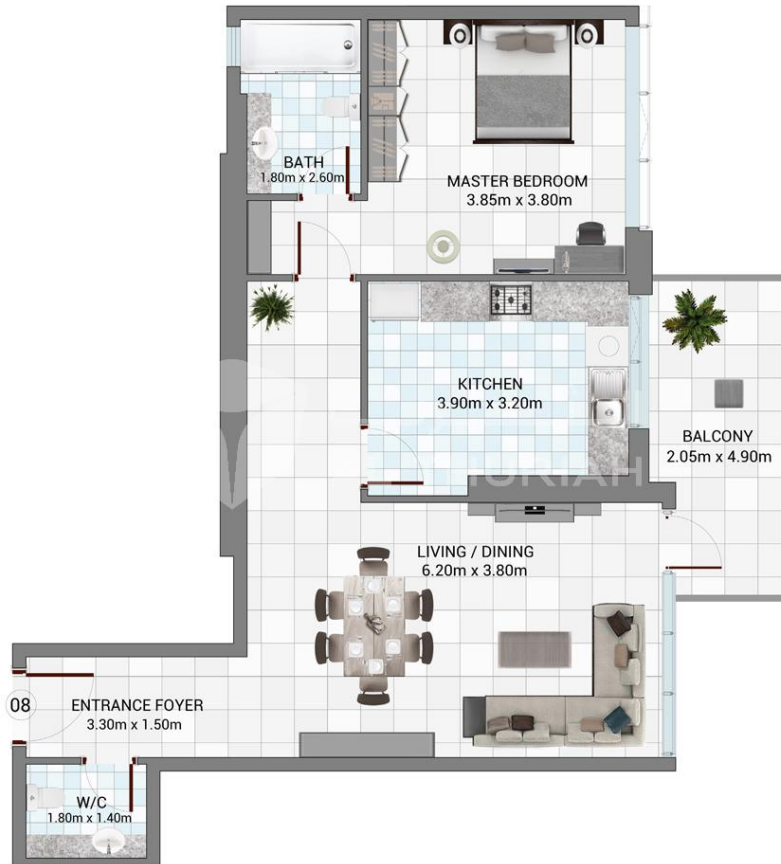 BATH
1.80m x 2.60m
MASTER BEDROOM
3.85m x 3.80m
KITCHEN
3.90m x 3.20m
BALCONY
2.05m x 4.90m
LIVING / DINING
6.20m x 3.80m
08
ENTRANCE FOYER
3.30m x 1.50m
W/C
1.80m x 1.40m